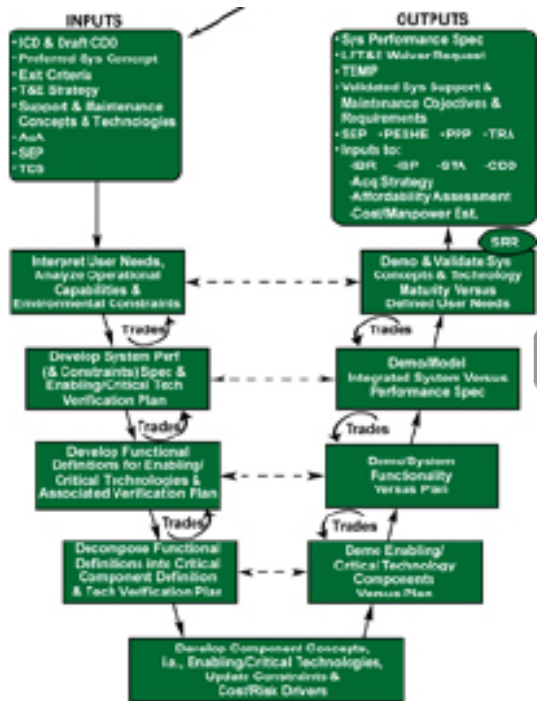 INPUTS
• ICD & Draft CDD
• Preferred Sys Concept
• Exit Criteria
• T&E Strategy
• Support & Maintenance
Concepts & Technologies
• AoA
• SEP
• TDS
OUTPUTS
• Sys Performance Spec
• LFT&E Waiver Request
• TEMP
• Validated Sys Support &
Maintenance Objectives &
Requirements
• SEP •PESHE •PPP •TRA
• Inputs to:
-IBR -ISP -STA -CDD
-Acq Strategy
-Affordability Assessment
-Cost/Manpower Est.
SRR
Interpret User Needs,
Analyze Operational
Capabilities &
Environmental Constraints
Demo & Validate Sys
Concepts & Technology
Maturity Versus
Defined User Needs
Trades
Trades
Develop System Perf
(& Constraints) Spec &
Enabling/Critical Tech
Verification Plan
Demo/Model
Integrated System Versus
Performance Spec
Trades
Trades
Develop Functional
Definitions for Enabling/
Critical Technologies &
Associated Verification Plan
Demo/System
Functionality
Versus Plan
Trades
Trades
Decompose Functional
Definitions into Critical
Component Definition
& Tech Verification Plan
Demo Enabling/
Critical Technology
Components
Versus Plan
Develop Component Concepts,
i.e., Enabling/Critical Technologies,
Update Constraints &
Cost/Risk Drivers